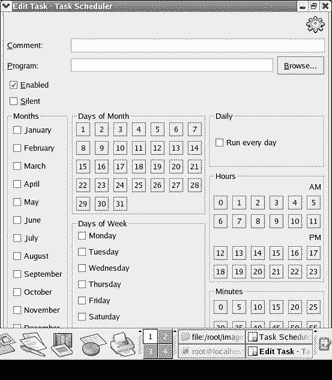 Edit Task - Task Scheduler
Comment:
Program:
Browse...
Enabled
Silent
Months
January
February
March
April
May
June
July
August
September
October
November
December
Days of Month
1 2 3 4 5 6 7
8 9 10 11 12 13 14
15 16 17 18 19 20 21
22 23 24 25 26 27 28
29 30 31
Days of Week
Monday
Tuesday
Wednesday
Thursday
Friday
Saturday
Daily
Run every day
Hours
AM
0 1 2 3 4 5
6 7 8 9 10 11
PM
12 13 14 15 16 17
18 19 20 21 22 23
Minutes
0 5 10 15 20 25
1 2
3 4
file:/root/image
Task Schedul
root@localhos
Edit Task - Ta